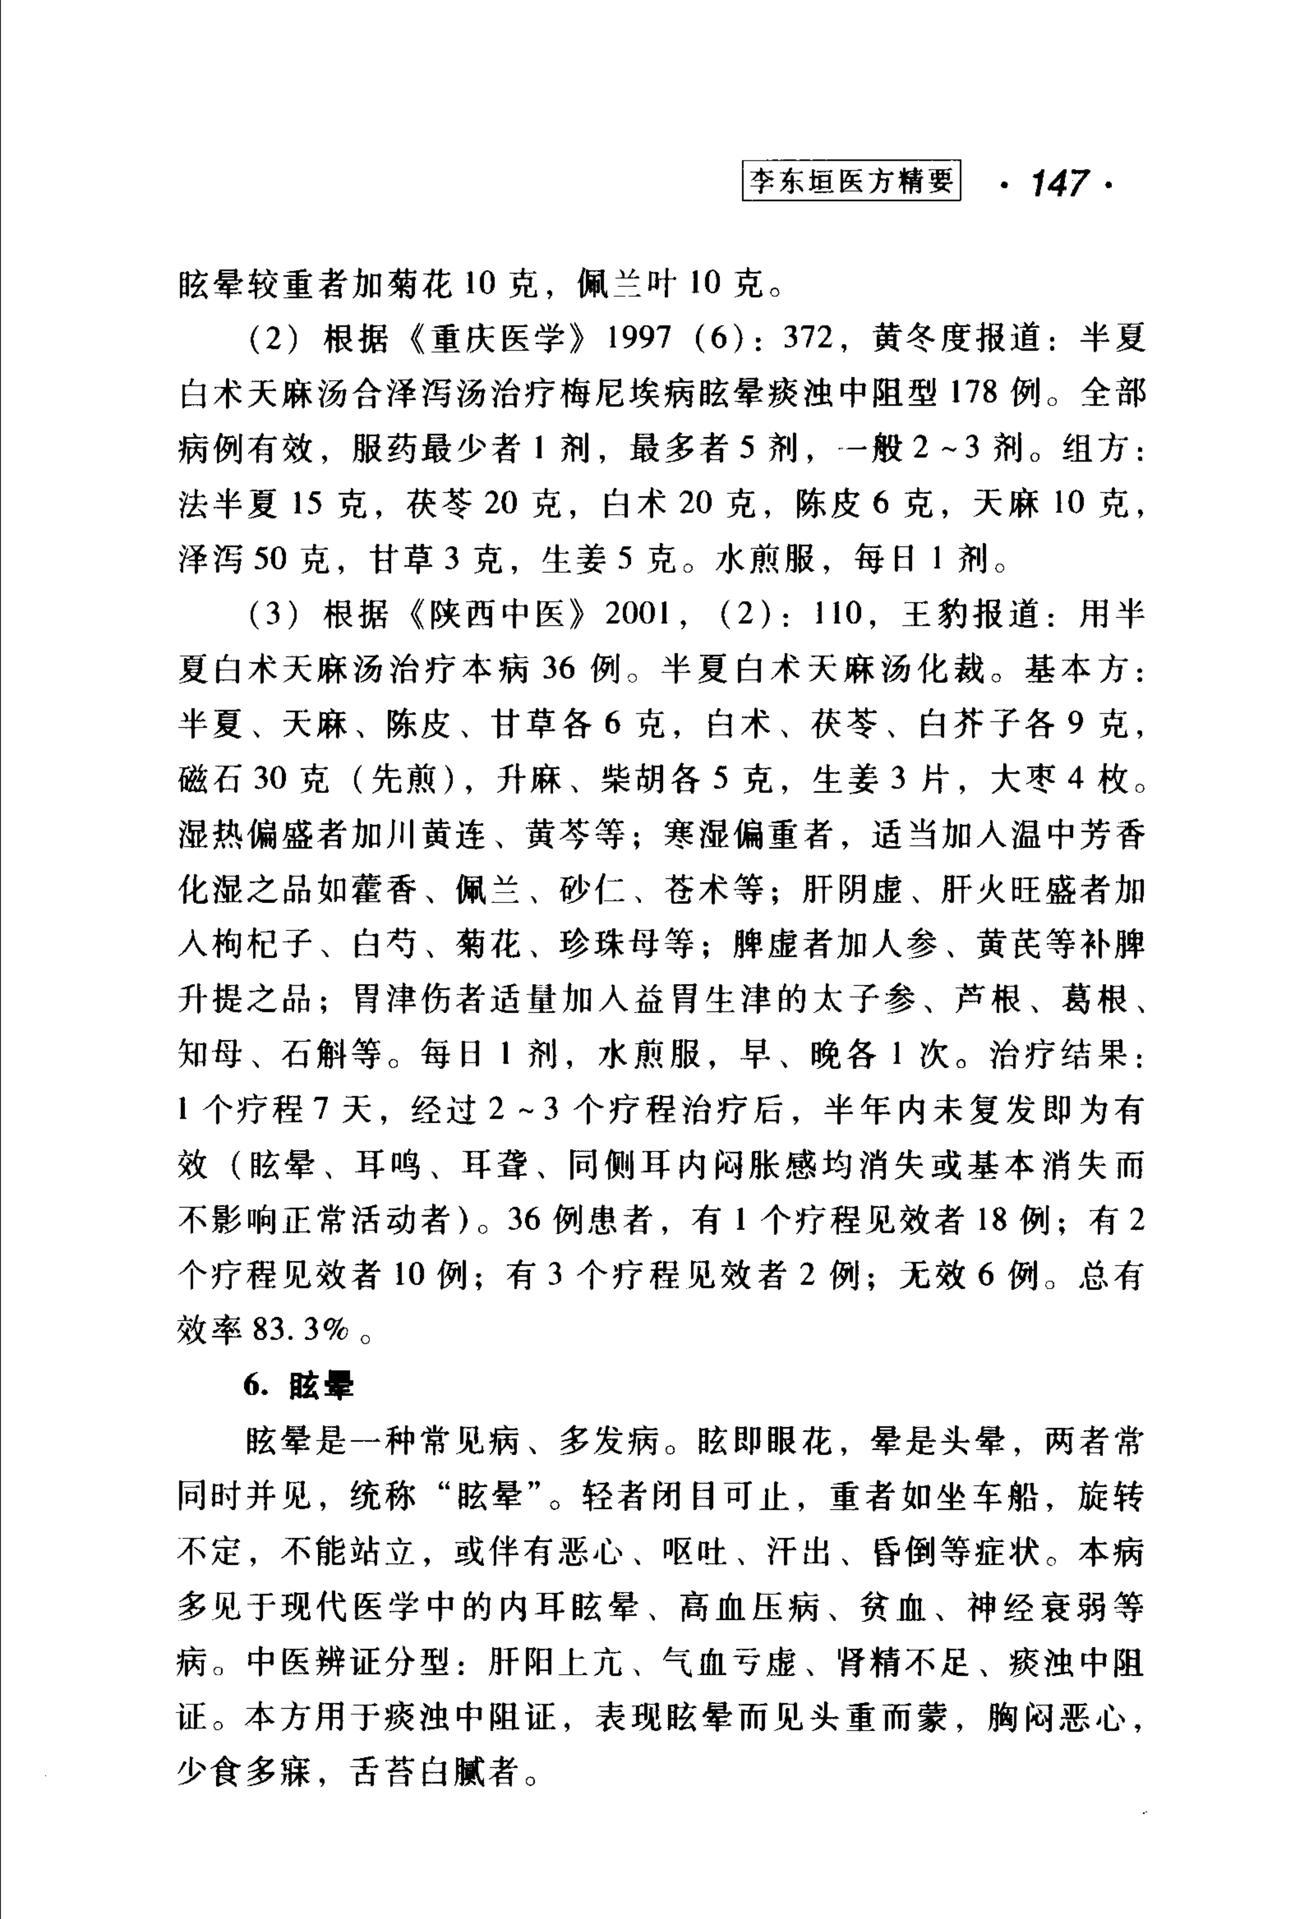 李东垣医方精要 · 147 ·
眩晕较重者加菊花 10 克，佩兰叶 10 克。
（2）根据《重庆医学》1997（6）：372，黄冬度报道：半夏
白术天麻汤合泽泻汤治疗梅尼埃病眩晕痰浊中阻型 178 例。全部
病例有效，服药最少者 1 剂，最多者 5 剂，一般 2～3 剂。组方：
法半夏 15 克，茯苓 20 克，白术 20 克，陈皮 6 克，天麻 10 克，
泽泻 50 克，甘草 3 克，生姜 5 克。水煎服，每日 1 剂。
（3）根据《陕西中医》2001，（2）：110，王豹报道：用半
夏白术天麻汤治疗本病 36 例。半夏白术天麻汤化裁。基本方：
半夏、天麻、陈皮、甘草各 6 克，白术、茯苓、白芥子各 9 克，
磁石 30 克（先煎），升麻、柴胡各 5 克，生姜 3 片，大枣 4 枚。
湿热偏盛者加川黄连、黄芩等；寒湿偏重者，适当加入温中芳香
化湿之品如藿香、佩兰、砂仁、苍术等；肝阴虚、肝火旺盛者加
入枸杞子、白芍、菊花、珍珠母等；脾虚者加人参、黄芪等补脾
升提之品；胃津伤者适量加入益胃生津的太子参、芦根、葛根、
知母、石斛等。每日 1 剂，水煎服，早、晚各 1 次。治疗结果：
1 个疗程 7 天，经过 2～3 个疗程治疗后，半年内未复发即为有
效（眩晕、耳鸣、耳聋、同侧耳内闷胀感均消失或基本消失而
不影响正常活动者）。36 例患者，有 1 个疗程见效者 18 例；有 2
个疗程见效者 10 例；有 3 个疗程见效者 2 例；无效 6 例。总有
效率 83.3%。
6. 眩晕
眩晕是一种常见病、多发病。眩即眼花，晕是头晕，两者常
同时并见，统称“眩晕”。轻者闭目可止，重者如坐车船，旋转
不定，不能站立，或伴有恶心、呕吐、汗出、昏倒等症状。本病
多见于现代医学中的内耳眩晕、高血压病、贫血、神经衰弱等
病。中医辨证分型：肝阳上亢、气血亏虚、肾精不足、痰浊中阻
证。本方用于痰浊中阻证，表现眩晕而见头重而蒙，胸闷恶心，
少食多寐，舌苔白腻者。